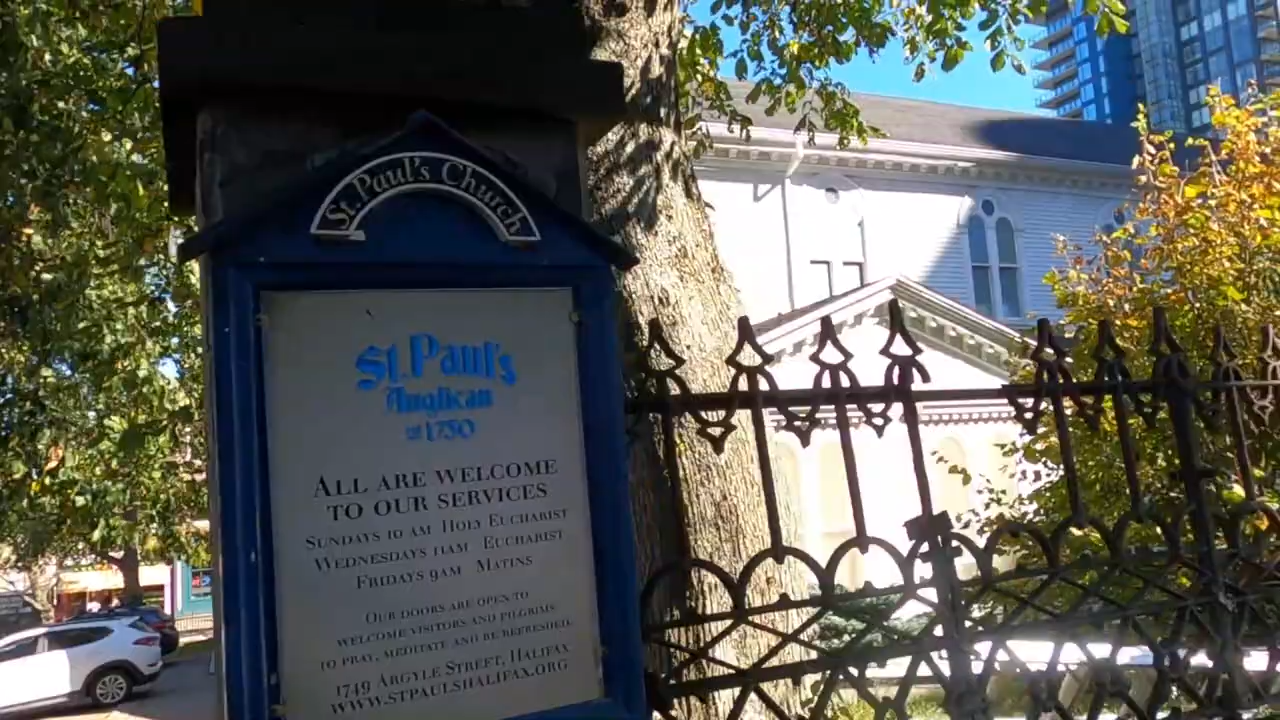 St. Paul's Church
St. Paul's
Anglican
est 1750
ALL ARE WELCOME
TO OUR SERVICES
SUNDAYS 10 AM HOLY EUCHARIST
WEDNESDAYS 11AM EUCHARIST
FRIDAYS 9AM MATINS
OUR DOORS ARE OPEN TO
WELCOME VISITORS AND PILGRIMS
TO PRAY, MEDITATE AND BE REFRESHED.
1749 ARGYLE STREET, HALIFAX
WWW.STPAULSHALIFAX.ORG